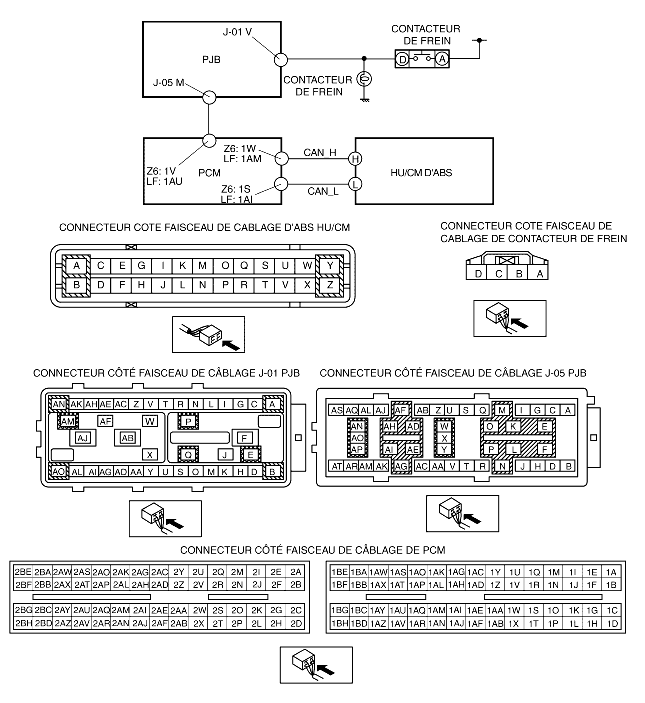 J-01 V
PJB
CONTACTEUR
DE FREIN
D A
CONTACTEUR
DE FREIN
J-05 M
Z6: 1V
LF: 1AU
PCM
Z6: 1W
LF: 1AM
CAN_H
H
Z6: 1S
LF: 1AI
CAN_L
L
HU/CM D'ABS
CONNECTEUR COTE FAISCEAU DE CABLAGE D'ABS HU/CM
A C E G I K M O Q S U W Y
B D F H J L N P R T V X Z
CONNECTEUR COTE FAISCEAU DE
CABLAGE DE CONTACTEUR DE FREIN
D C B A
CONNECTEUR CÔTÉ FAISCEAU DE CÂBLAGE J-01 PJB
AN AK AH AE AC Z V T R N L I G C A
AM AF W P
AJ AB F
X Q J E
AO AL AI AG AD AA Y U S O M K H D B
CONNECTEUR CÔTÉ FAISCEAU DE CÂBLAGE J-05 PJB
AS AQ AL AJ AF AB Z U S Q M I G C A
AN AH AD W O K E
AO X
AP AI AE Y P L F
AT AR AM AK AG AC AA V T R N J H D B
CONNECTEUR CÔTÉ FAISCEAU DE CÂBLAGE DE PCM
2BE 2BA 2AW 2AS 2AO 2AK 2AG 2AC 2Y 2U 2Q 2M 2I 2E 2A
2BF 2BB 2AX 2AT 2AP 2AL 2AH 2AD 2Z 2V 2R 2N 2J 2F 2B
2BG 2BC 2AY 2AU 2AQ 2AM 2AI 2AE 2AA 2W 2S 2O 2K 2G 2C
2BH 2BD 2AZ 2AV 2AR 2AN 2AJ 2AF 2AB 2X 2T 2P 2L 2H 2D
1BE 1BA 1AW 1AS 1AO 1AK 1AG 1AC 1Y 1U 1Q 1M 1I 1E 1A
1BF 1BB 1AX 1AT 1AP 1AL 1AH 1AD 1Z 1V 1R 1N 1J 1F 1B
1BG 1BC 1AY 1AU 1AQ 1AM 1AI 1AE 1AA 1W 1S 1O 1K 1G 1C
1BH 1BD 1AZ 1AV 1AR 1AN 1AJ 1AF 1AB 1X 1T 1P 1L 1H 1D